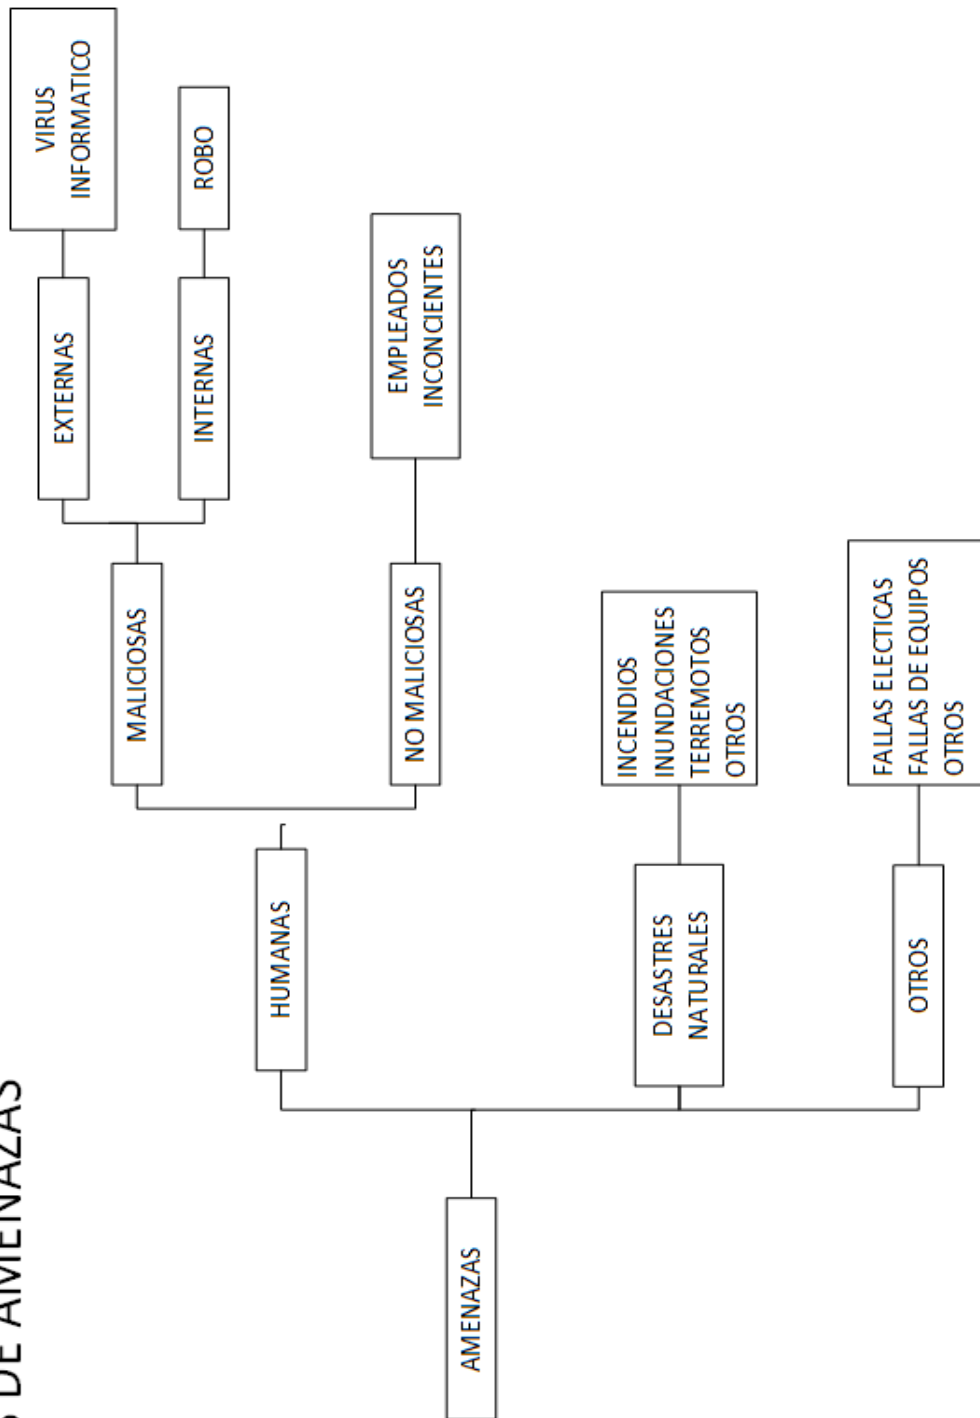 DE AMENAZAS
AMENAZAS
HUMANAS
MALICIOSAS
EXTERNAS
VIRUS
INFORMATICO
INTERNAS
ROBO
NO MALICIOSAS
EMPLEADOS
INCONCIENTES
DESASTRES
NATURALES
INCENDIOS
INUNDACIONES
TERREMOTOS
OTROS
OTROS
FALLAS ELECTICAS
FALLAS DE EQUIPOS
OTROS